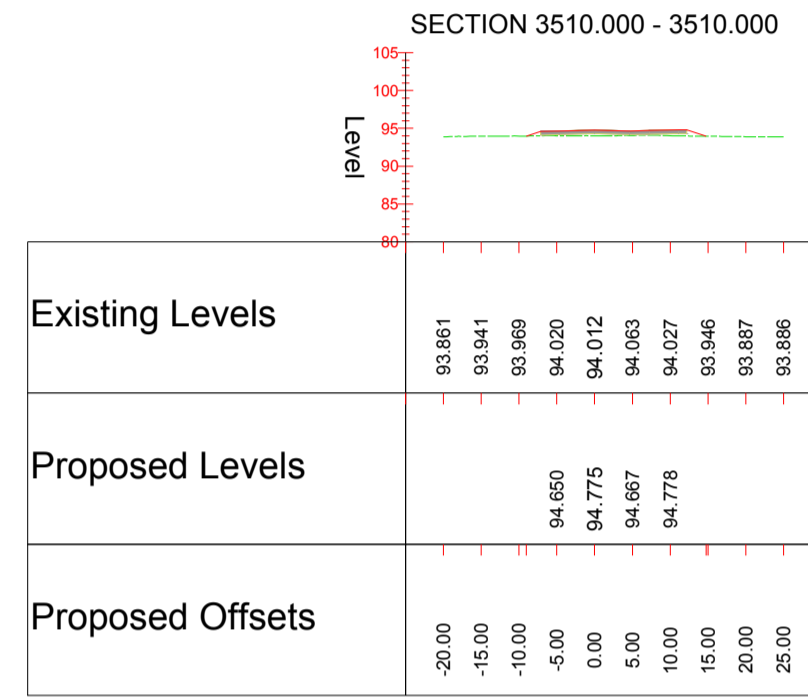 SECTION 3510.000 - 3510.000
105
100
95
90
85
80
Level
Existing Levels
93.861 93.941 93.969 94.020 94.012 94.063 94.027 93.946 93.887 93.886
Proposed Levels
94.650 94.775 94.667 94.778
Proposed Offsets
-20.00 -15.00 -10.00 -5.00 0.00 5.00 10.00 15.00 20.00 25.00